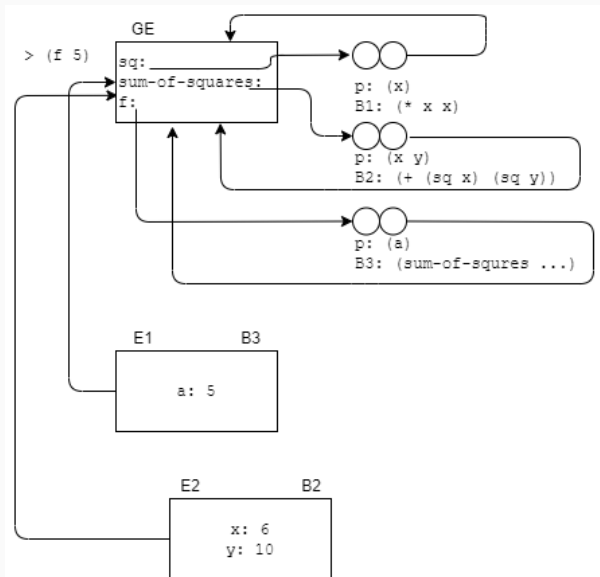 GE
> (f 5)
sq:
sum-of-squares:
f:
p: (x)
B1: (* x x)
p: (x y)
B2: (+ (sq x) (sq y))
p: (a)
B3: (sum-of-squres ...)
E1 B3
a: 5
E2 B2
x: 6
y: 10